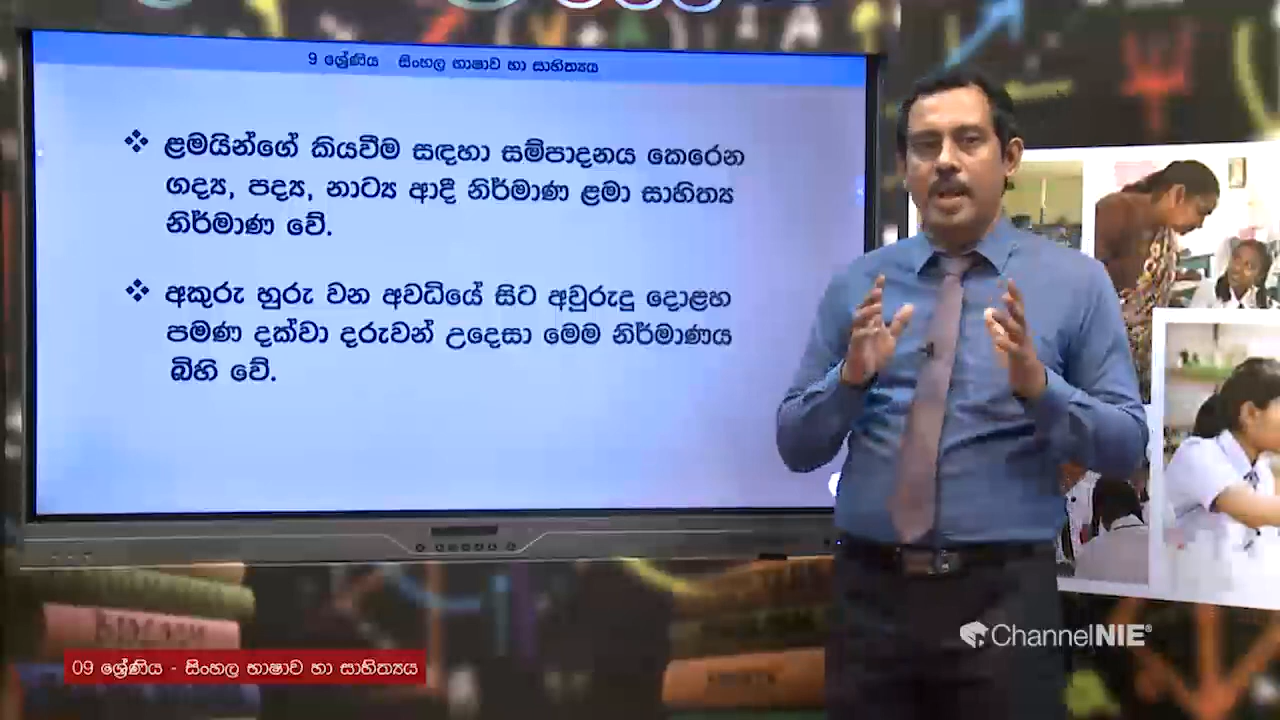 9 ශ්‍රේණිය සිංහල භාෂාව හා සාහිත්‍යය
❖ ළමයින්ගේ කියවීම සඳහා සම්පාදනය කෙරෙන
ගද්‍ය, පද්‍ය, නාට්‍ය ආදී නිර්මාණ ළමා සාහිත්‍ය
නිර්මාණ වේ.
❖ අකුරු හුරු වන අවධියේ සිට අවුරුදු දොළහ
පමණ දක්වා දරුවන් උදෙසා මෙම නිර්මාණය
බිහි වේ.
ChannelNIE®
09 ශ්‍රේණිය - සිංහල භාෂාව හා සාහිත්‍යය